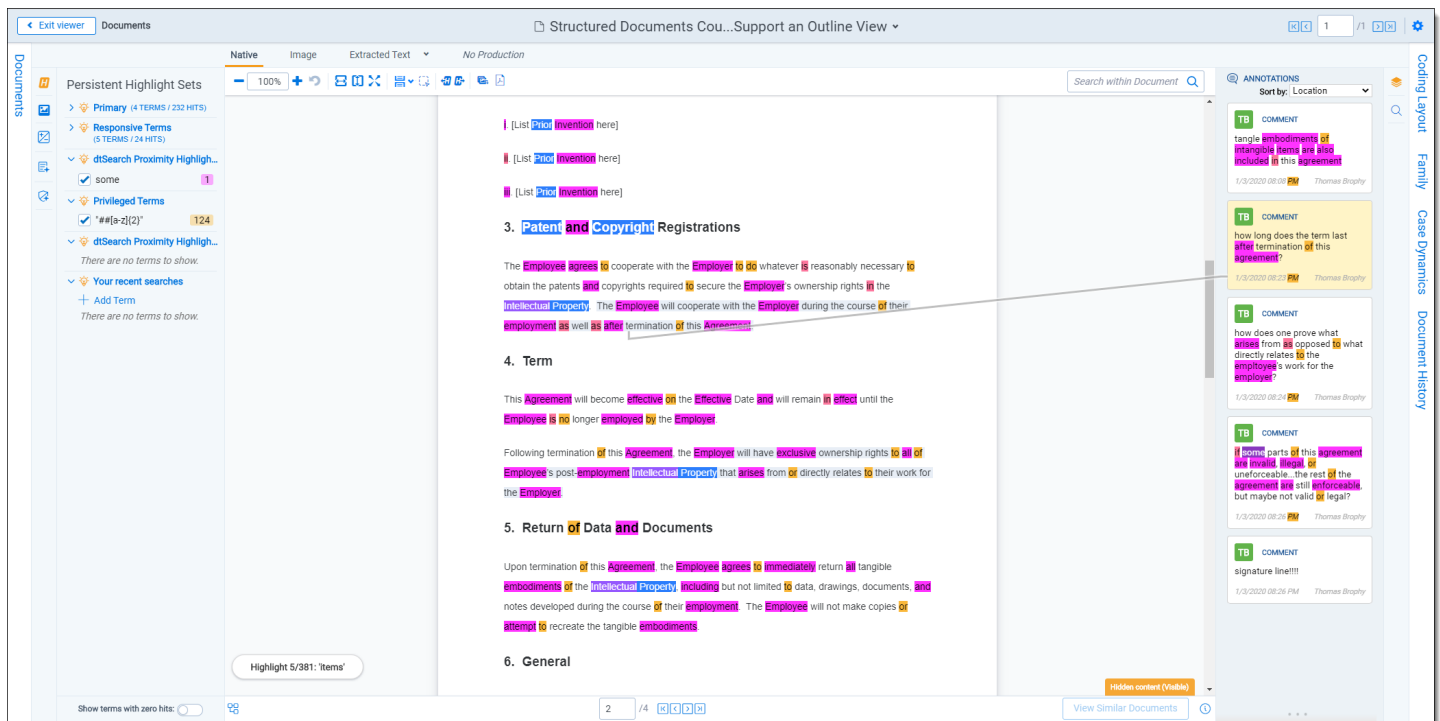 Exit viewer
Documents
Structured Documents Cou...Support an Outline View
1 /1
Documents
Native
Image
Extracted Text
No Production
Persistent Highlight Sets
Primary (4 TERMS / 232 HITS)
Responsive Terms
(5 TERMS / 24 HITS)
dtSearch Proximity Highligh...
some 1
Privileged Terms
"##[a-z]{2}" 124
dtSearch Proximity Highligh...
There are no terms to show.
Your recent searches
Add Term
There are no terms to show.
Show terms with zero hits:
100%
Search within Document
i. [List Prior Invention here]
ii. [List Prior Invention here]
iii. [List Prior Invention here]
3. Patent and Copyright Registrations
The Employee agrees to cooperate with the Employer to do whatever is reasonably necessary to
obtain the patents and copyrights required to secure the Employer's ownership rights in the
Intellectual Property. The Employee will cooperate with the Employer during the course of their
employment as well as after termination of this Agreement.
4. Term
This Agreement will become effective on the Effective Date and will remain in effect until the
Employee is no longer employed by the Employer.
Following termination of this Agreement, the Employer will have exclusive ownership rights to all of
Employee's post-employment Intellectual Property that arises from or directly relates to their work for
the Employer.
5. Return of Data and Documents
Upon termination of this Agreement, the Employee agrees to immediately return all tangible
embodiments of the Intellectual Property, including but not limited to data, drawings, documents, and
notes developed during the course of their employment. The Employee will not make copies or
attempt to recreate the tangible embodiments.
6. General
Highlight 5/381: 'items'
Hidden content (Visible)
2 /4
View Similar Documents
ANNOTATIONS
Sort by: Location
TB COMMENT
tangle embodiments of
intangible items are also
included in this agreement
1/3/2020 08:08 PM Thomas Brophy
TB COMMENT
how long does the term last
after termination of this
agreement?
1/3/2020 08:23 PM Thomas Brophy
TB COMMENT
how does one prove what
arises from as opposed to what
directly relates to the
empltoyee's work for the
employer?
1/3/2020 08:24 PM Thomas Brophy
TB COMMENT
if some parts of this agreement
are invalid, illegal, or
uneforceable...the rest of the
agreement are still enforceable,
but maybe not valid or legal?
1/3/2020 08:26 PM Thomas Brophy
TB COMMENT
signature line!!!!
1/3/2020 08:26 PM Thomas Brophy
Coding Layout
Family
Case Dynamics
Document History